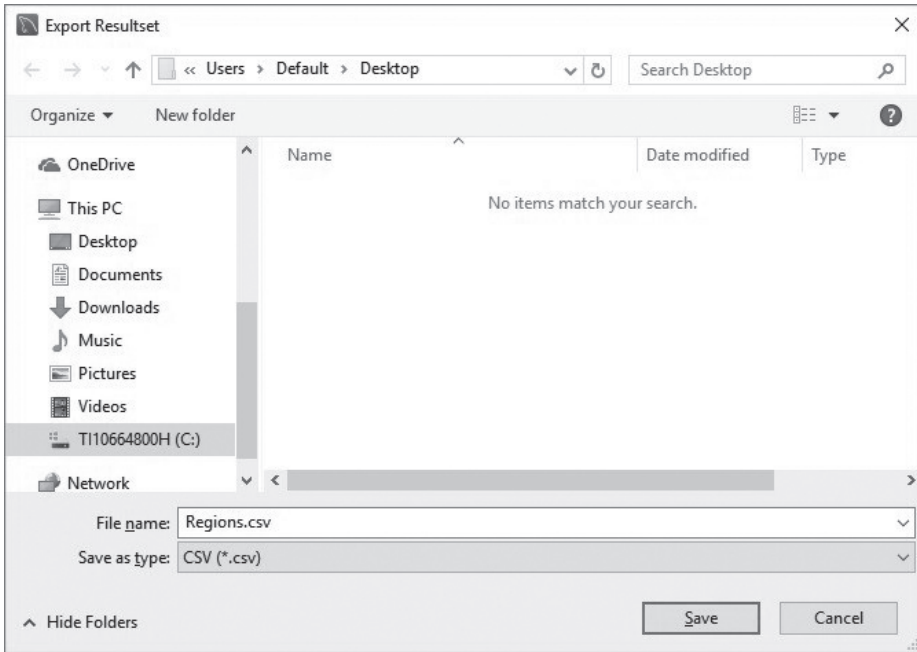 Export Resultset
« Users > Default > Desktop
Search Desktop
Organize
New folder
?
Name
Date modified
Type
No items match your search.
OneDrive
This PC
Desktop
Documents
Downloads
Music
Pictures
Videos
TI10664800H (C:)
Network
File name: Regions.csv
Save as type: CSV (*.csv)
Hide Folders
Save
Cancel